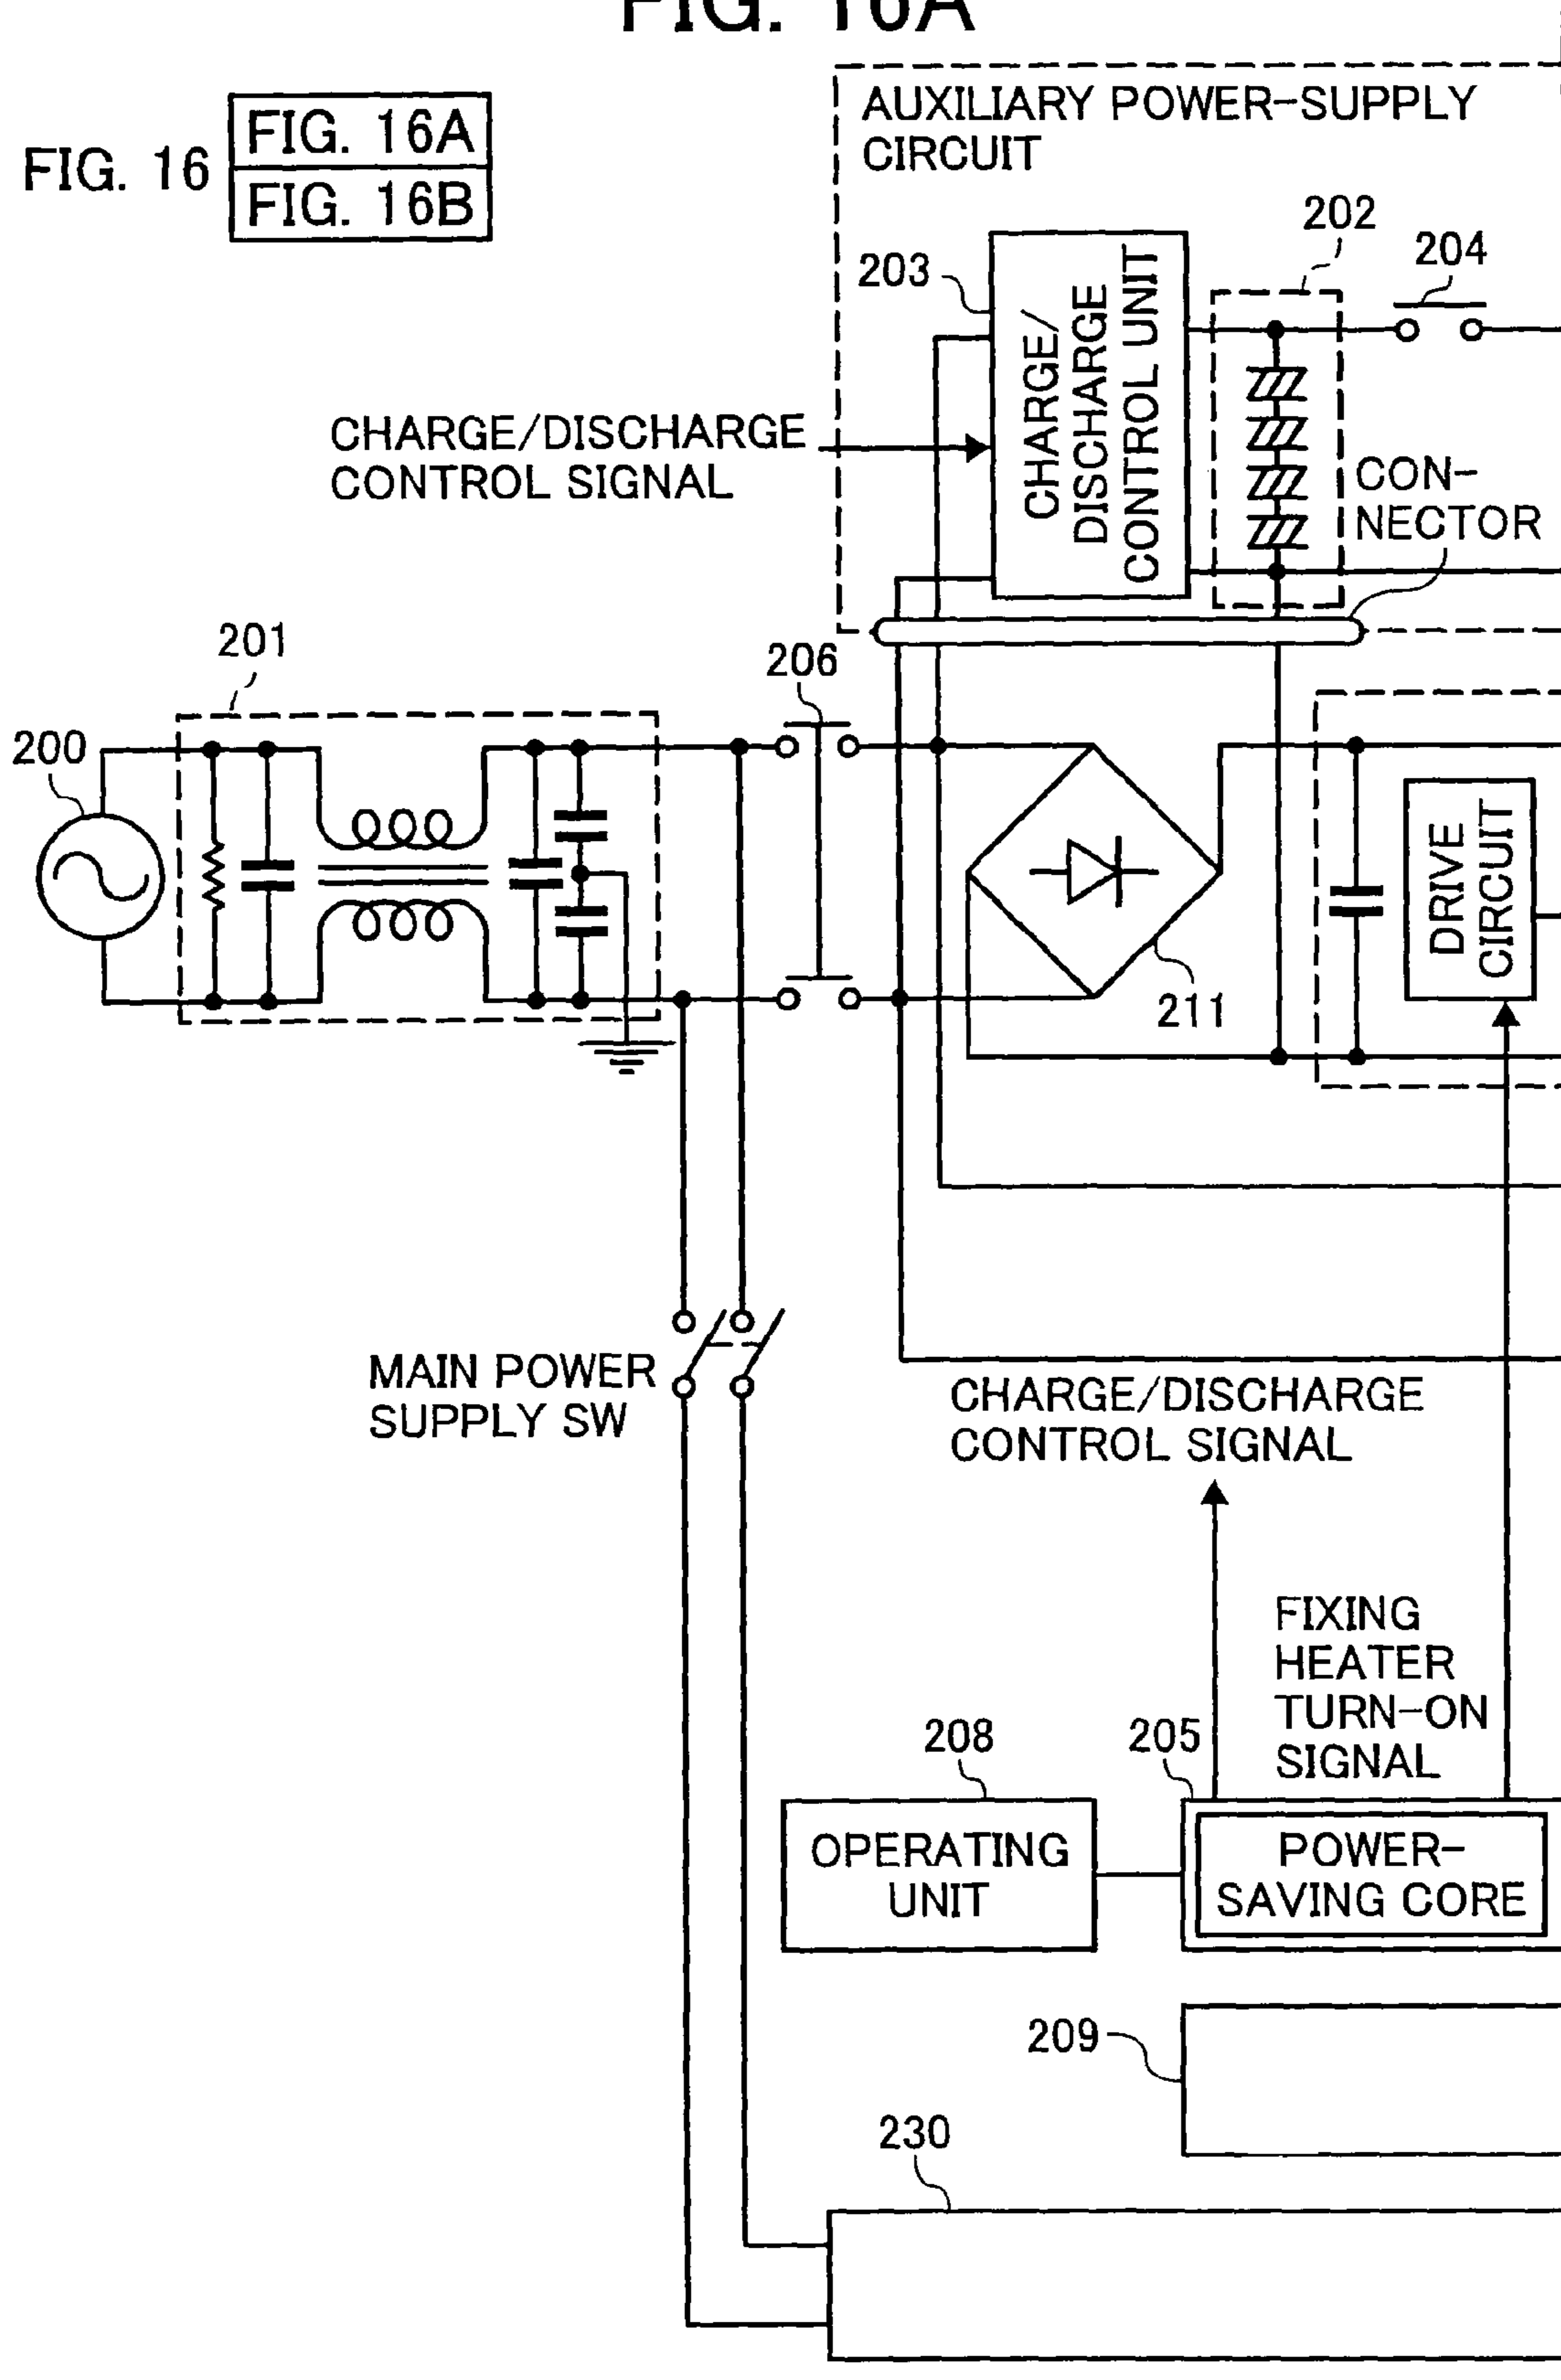 FIG. 16A
FIG. 16
FIG. 16A
FIG. 16B
AUXILIARY POWER-SUPPLY
CIRCUIT
202
204
203
CHARGE/
DISCHARGE
CONTROL UNIT
CHARGE/DISCHARGE
CONTROL SIGNAL
CON-
NECTOR
201
206
200
DRIVE
CIRCUIT
211
MAIN POWER
SUPPLY SW
CHARGE/DISCHARGE
CONTROL SIGNAL
FIXING
HEATER
TURN-ON
SIGNAL
208
205
OPERATING
UNIT
POWER-
SAVING CORE
209
230